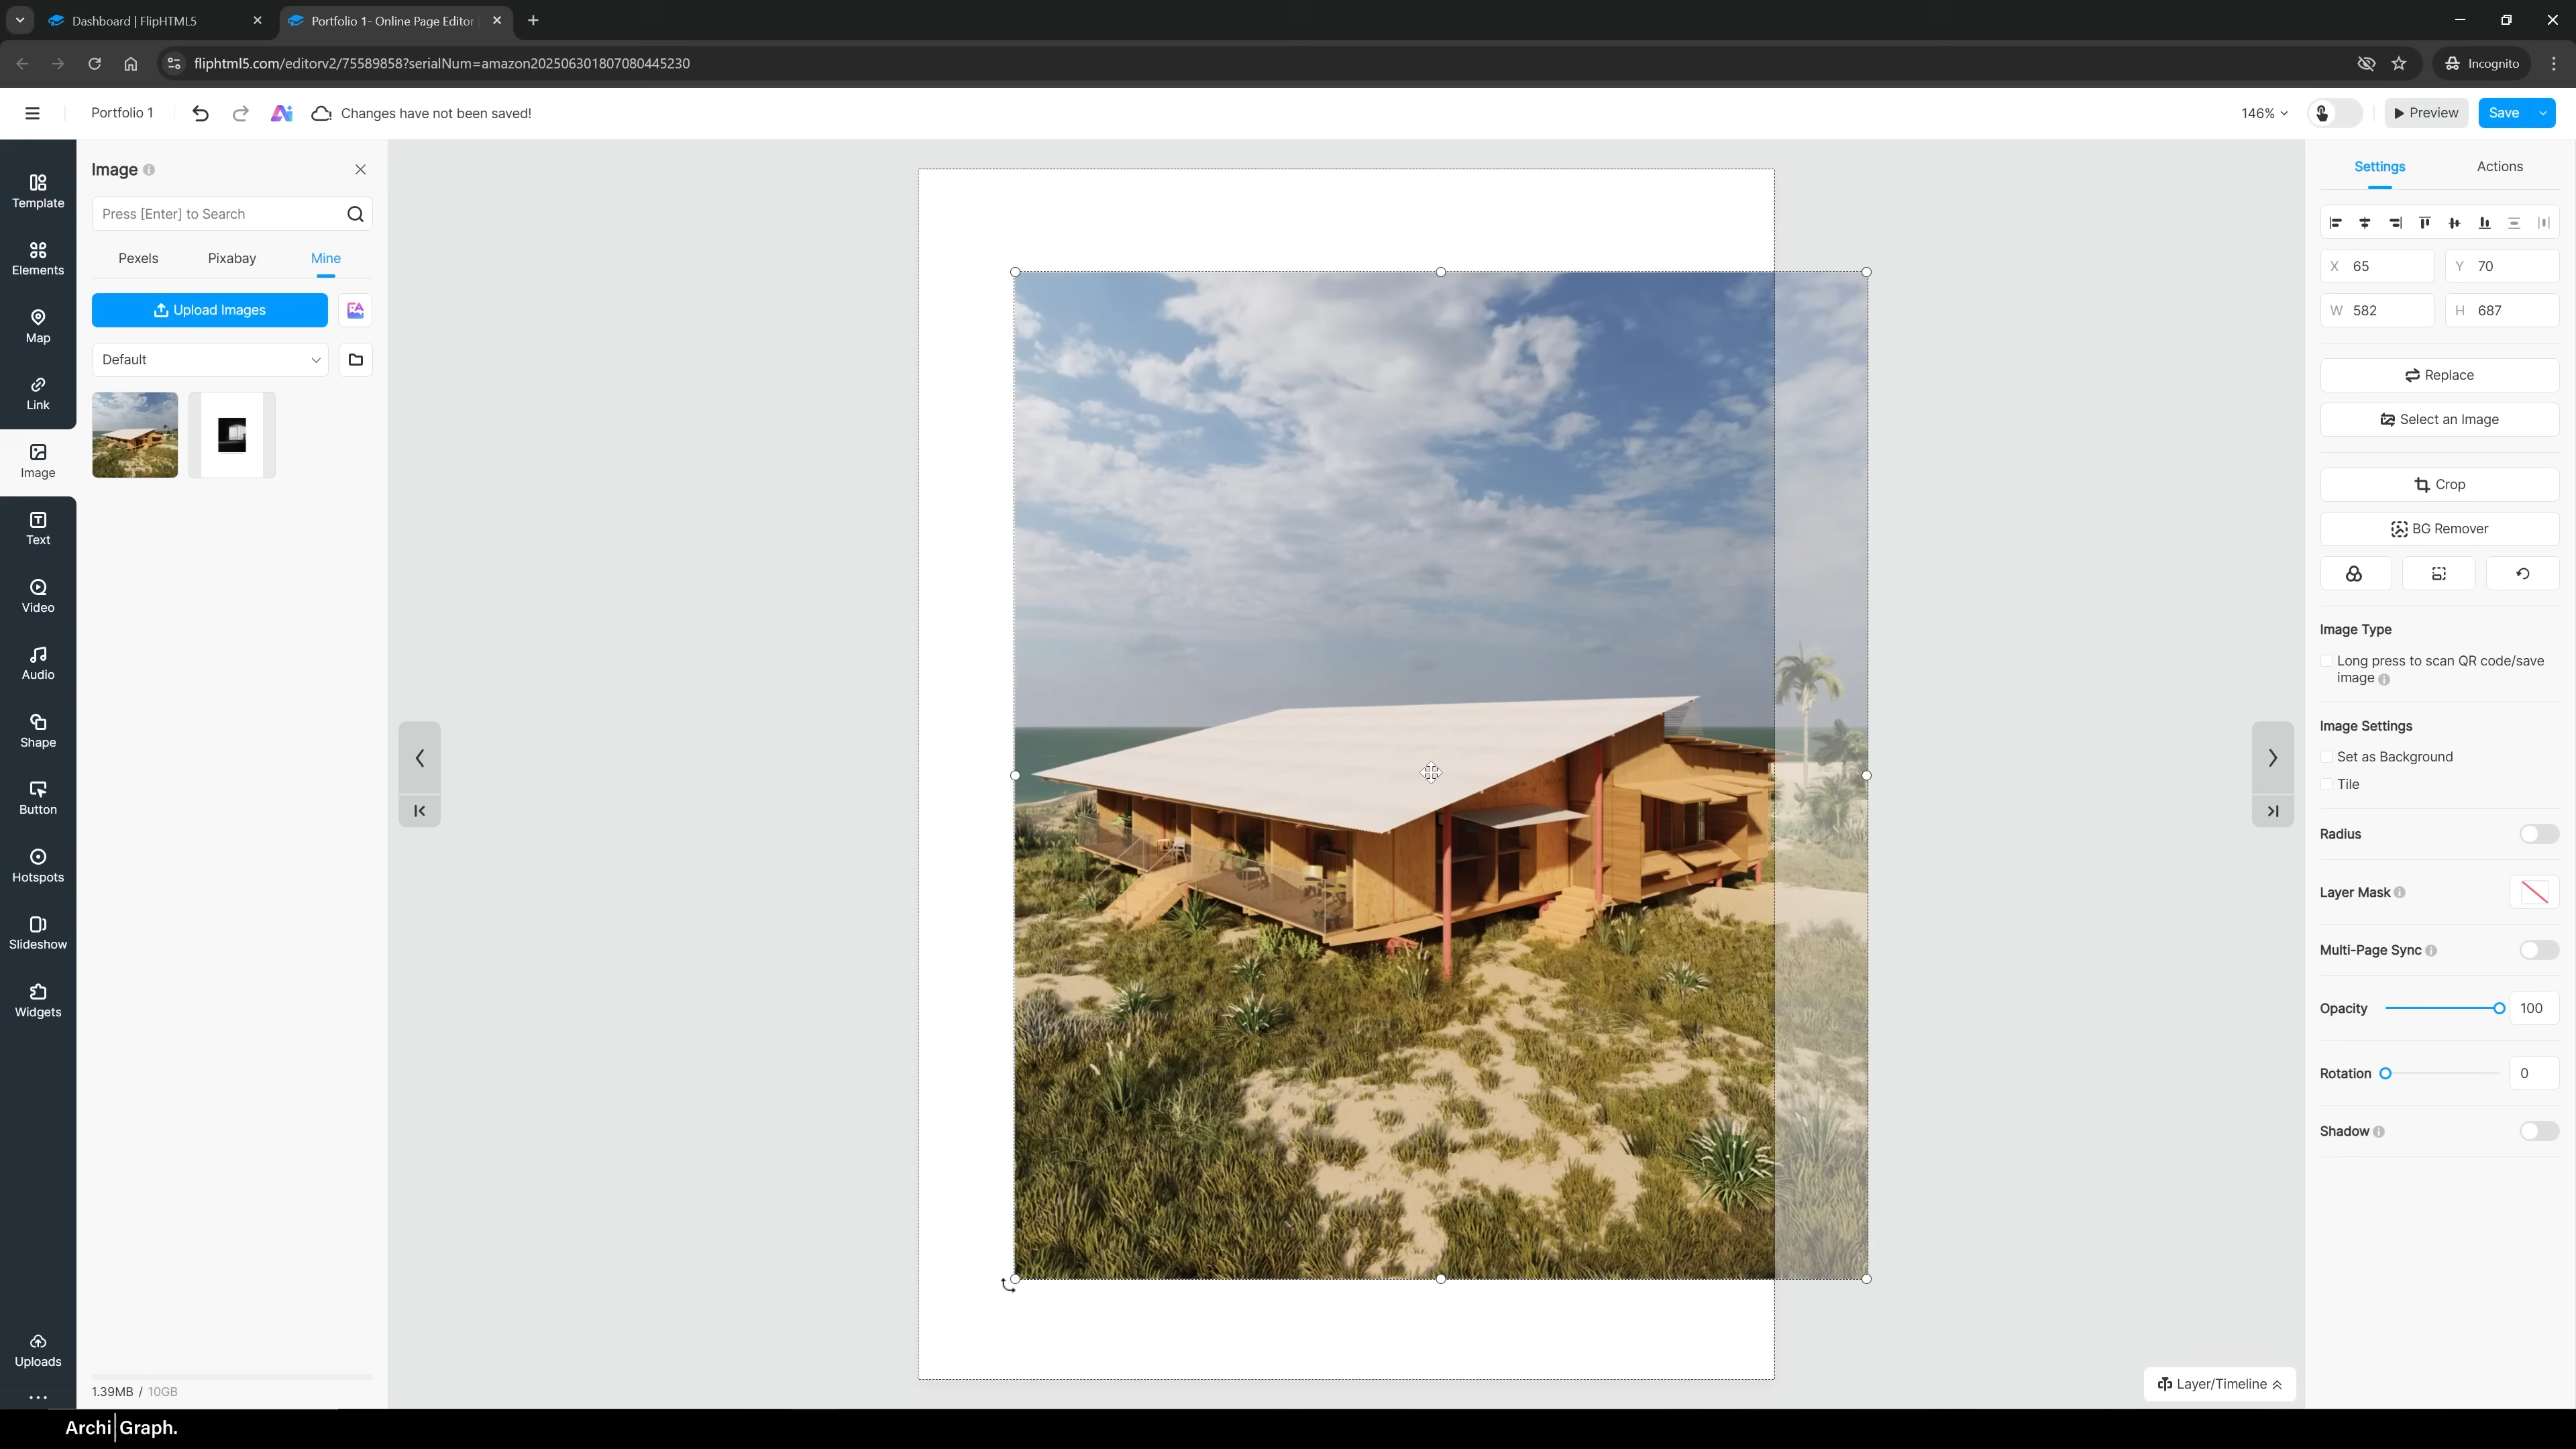 Dashboard | FlipHTML5
Portfolio 1- Online Page Editor
fliphtml5.com/editorv2/75589858?serialNum=amazon202506301807080445230
Incognito
Portfolio 1
Changes have not been saved!
146%
Preview
Save
Template
Elements
Map
Link
Image
Text
Video
Audio
Shape
Button
Hotspots
Slideshow
Widgets
Uploads
Image
Press [Enter] to Search
Pexels
Pixabay
Mine
Upload Images
Default
1.39MB / 10GB
Settings
Actions
X 65
Y 70
W 582
H 687
Replace
Select an Image
Crop
BG Remover
Image Type
Long press to scan QR code/save
image
Image Settings
Set as Background
Tile
Radius
Layer Mask
Multi-Page Sync
Opacity
100
Rotation
0
Shadow
Layer/Timeline
Archi|Graph.